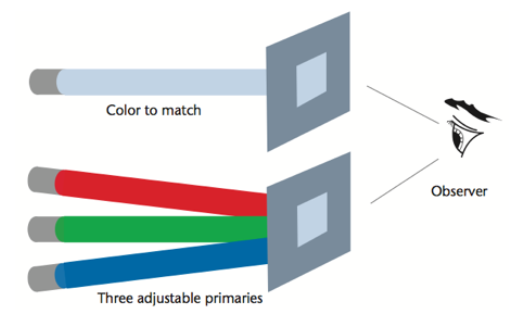 Color to match
Observer
Three adjustable primaries